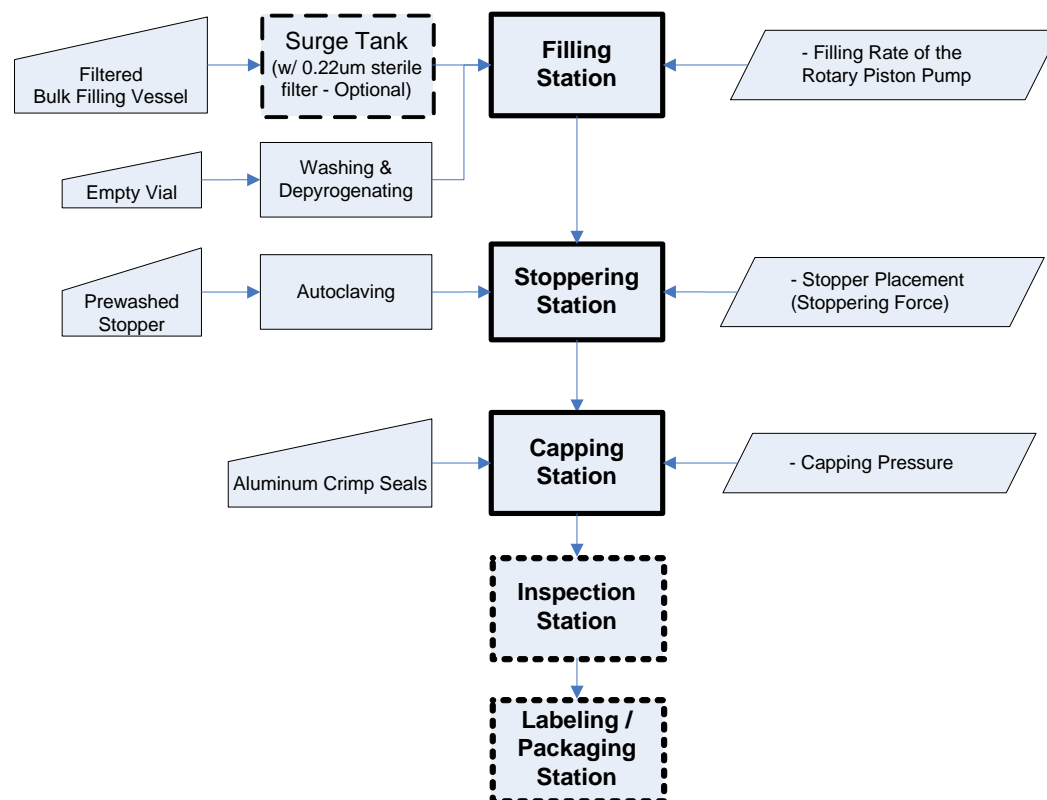 Filtered
Bulk Filling Vessel
Surge Tank
(w/ 0.22um sterile
filter - Optional)
Filling
Station
- Filling Rate of the
Rotary Piston Pump
Empty Vial
Washing &
Depyrogenating
Prewashed
Stopper
Autoclaving
Stoppering
Station
- Stopper Placement
(Stoppering Force)
Aluminum Crimp Seals
Capping
Station
- Capping Pressure
Inspection
Station
Labeling /
Packaging
Station